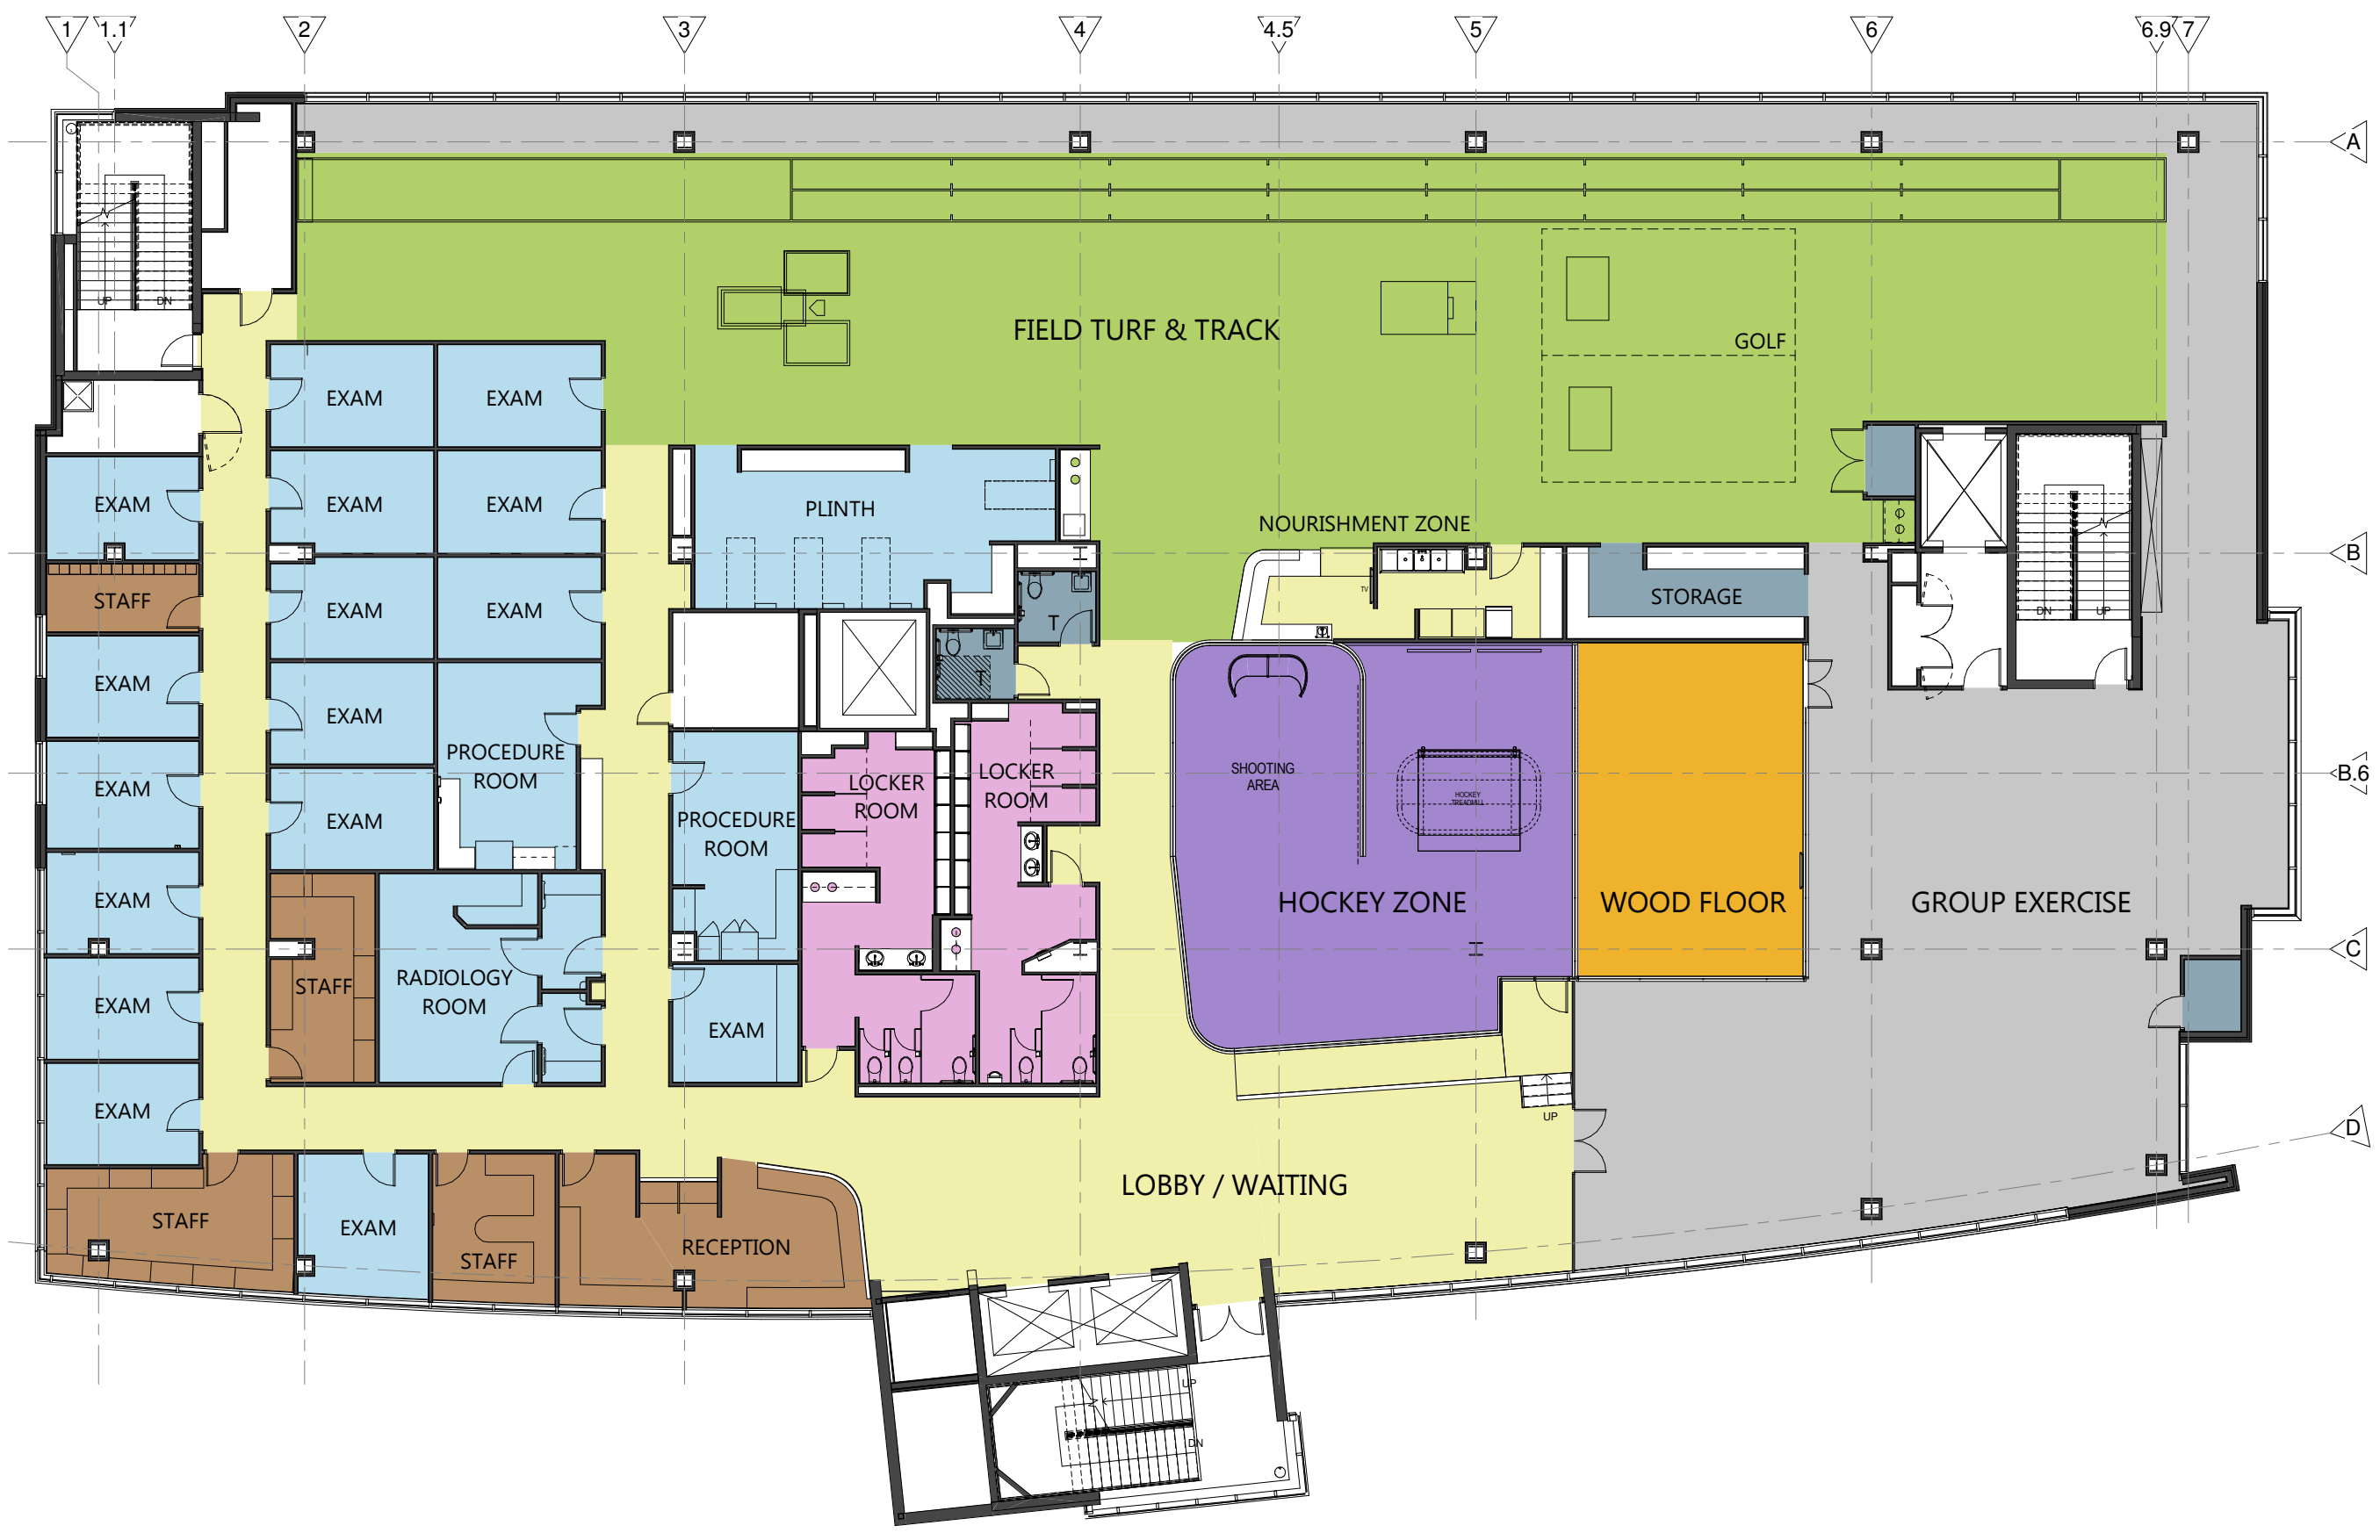 1
1.1
2
3
4
4.5
5
6
6.9
7
A
UP
DN
FIELD TURF & TRACK
GOLF
EXAM
EXAM
EXAM
EXAM
EXAM
PLINTH
NOURISHMENT ZONE
B
TV
STAFF
EXAM
EXAM
STORAGE
DN
UP
T
T
EXAM
EXAM
PROCEDURE
ROOM
EXAM
EXAM
PROCEDURE
ROOM
LOCKER
ROOM
LOCKER
ROOM
SHOOTING
AREA
HOCKEY
TREADMILL
B.6
EXAM
HOCKEY ZONE
WOOD FLOOR
GROUP EXERCISE
C
EXAM
STAFF
RADIOLOGY
ROOM
EXAM
EXAM
UP
D
STAFF
EXAM
STAFF
RECEPTION
LOBBY / WAITING
UP
DN